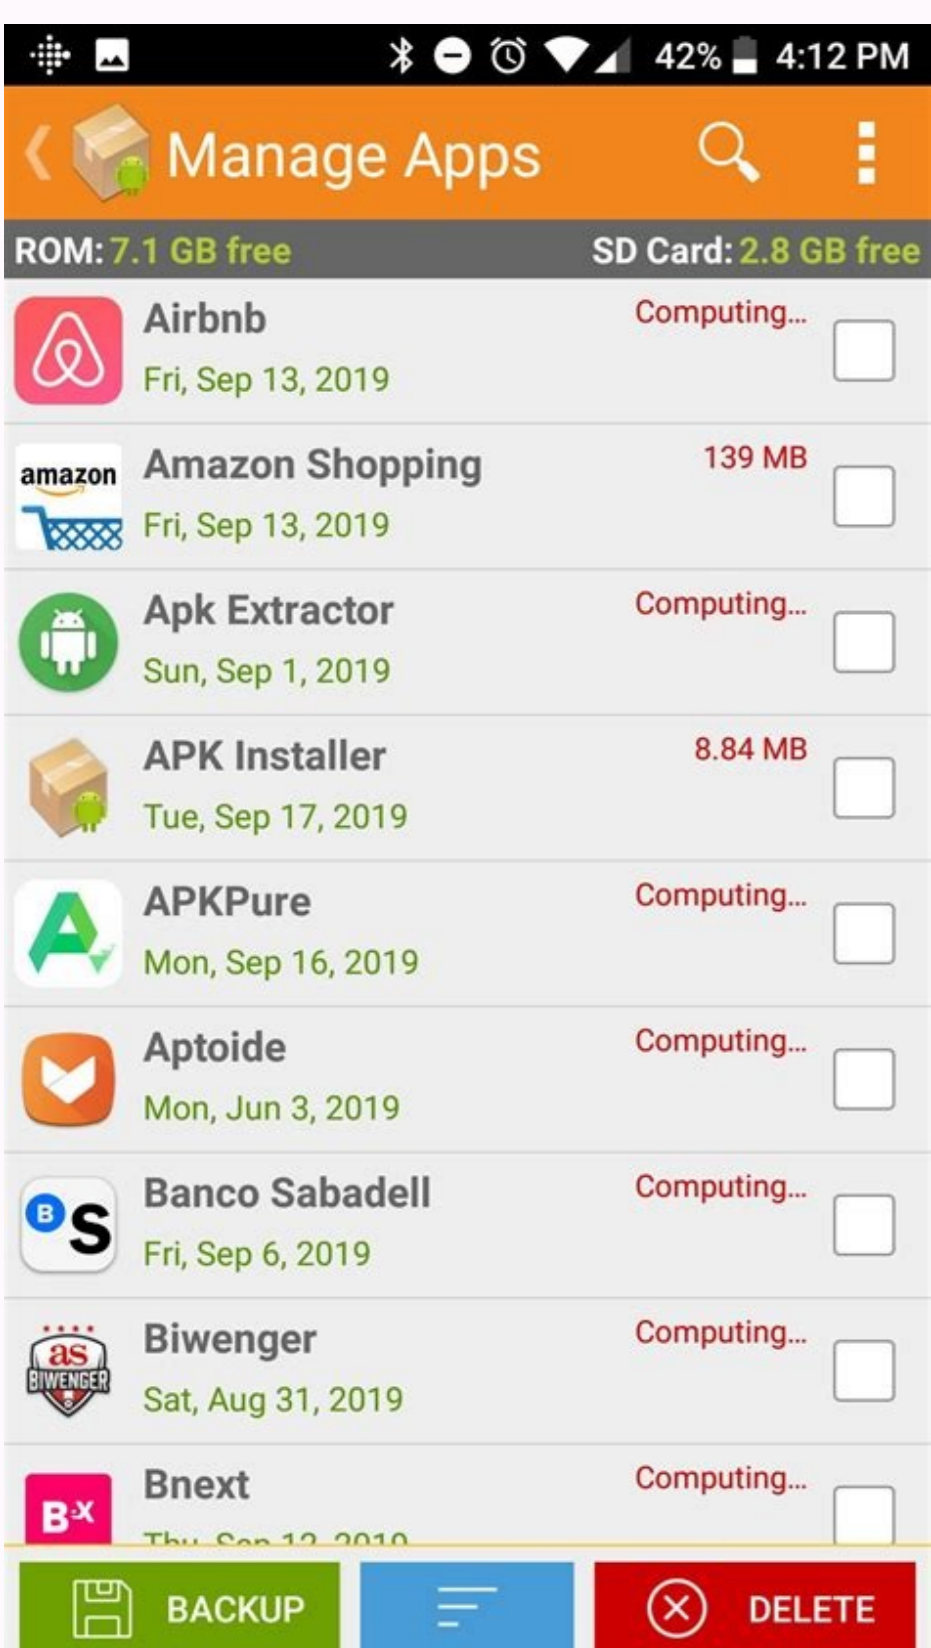 42% 4:12 PM
Manage Apps
ROM: 7.1 GB free SD Card: 2.8 GB free
Airbnb Computing...
Fri, Sep 13, 2019
amazon Amazon Shopping 139 MB
Fri, Sep 13, 2019
Apk Extractor Computing...
Sun, Sep 1, 2019
APK Installer 8.84 MB
Tue, Sep 17, 2019
APKPure Computing...
Mon, Sep 16, 2019
Aptoide Computing...
Mon, Jun 3, 2019
B S Banco Sabadell Computing...
Fri, Sep 6, 2019
as BIWENGER Biwenger Computing...
Sat, Aug 31, 2019
B·X Bnext Computing...
Thu, Sep 12, 2019
BACKUP DELETE